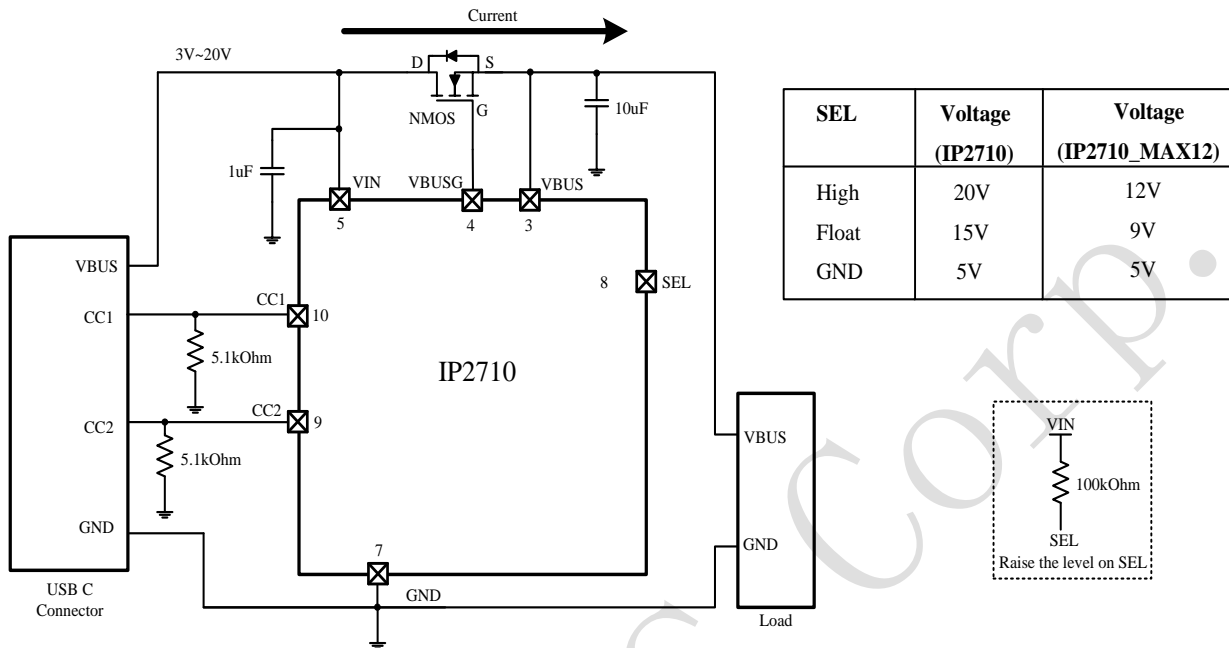 Current
3V~20V
D
S
G
NMOS
10uF
1uF
VIN
VBUSG
VBUS
5
4
3
SEL
Voltage
(IP2710)
Voltage
(IP2710_MAX12)
High
20V
12V
Float
15V
9V
GND
5V
5V
VBUS
CC1
CC2
GND
USB C
Connector
CC1
10
5.1kOhm
CC2
9
5.1kOhm
IP2710
8
SEL
7
GND
VBUS
GND
Load
VIN
100kOhm
SEL
Raise the level on SEL
Corp.